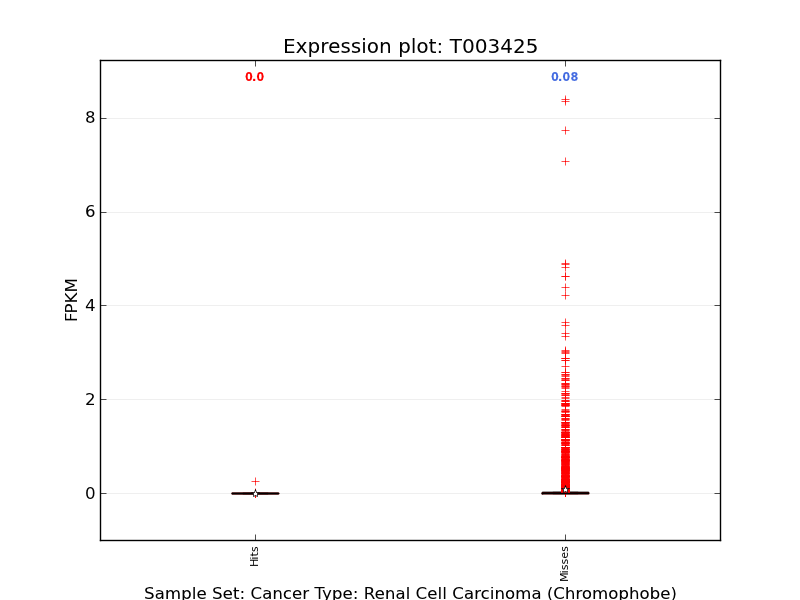 Expression plot: T003425
0.0
0.08
8
6
4
2
0
FPKM
Hits
Misses
Sample Set: Cancer Type: Renal Cell Carcinoma (Chromophobe)